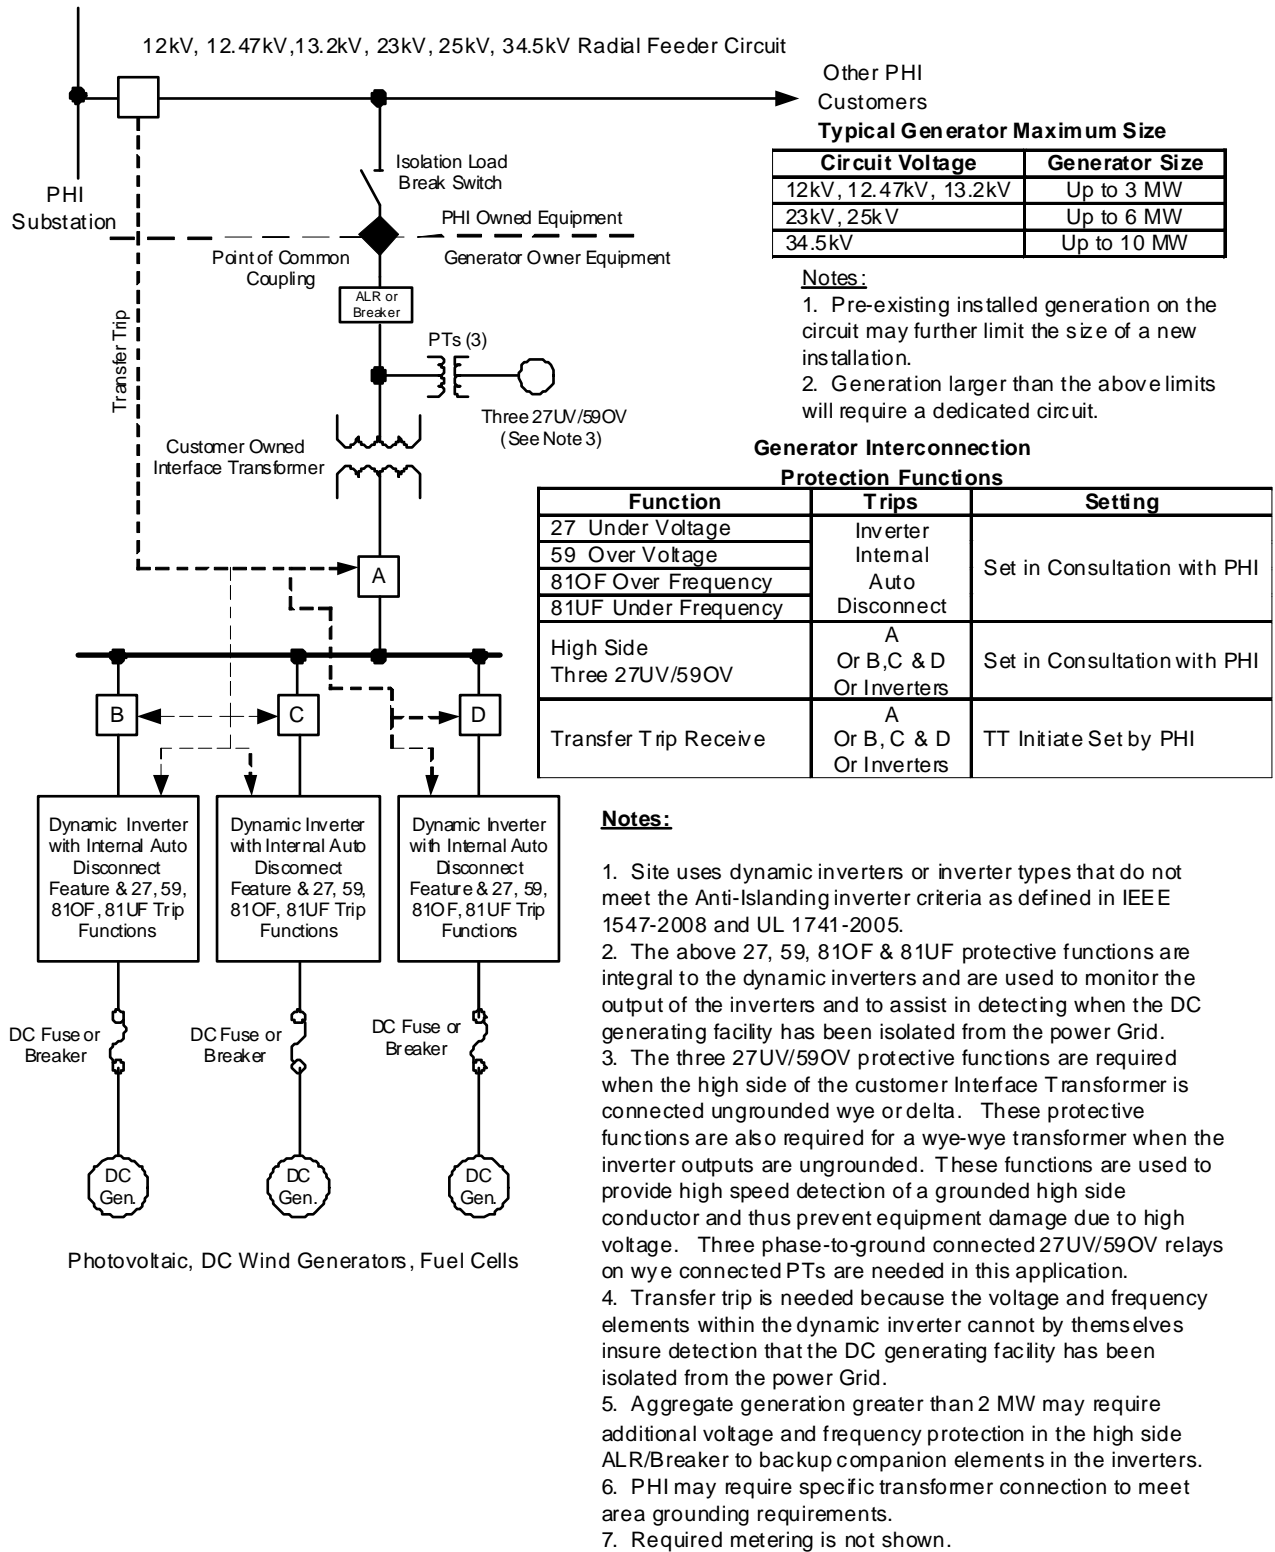 12kV, 12.47kV,13.2kV, 23kV, 25kV, 34.5kV Radial Feeder Circuit
Other PHI
Customers
PHI
Substation
Isolation Load
Break Switch
PHI Owned Equipment
Point of Common
Coupling
Generator Owner Equipment
ALR or
Breaker
PTs (3)
Three 27UV/59OV
(See Note 3)
Transfer Trip
Customer Owned
Interface Transformer
A
B
C
D
Typical Generator Maximum Size
Circuit Voltage Generator Size
12kV, 12.47kV, 13.2kV Up to 3 MW
23kV, 25kV Up to 6 MW
34.5kV Up to 10 MW
Notes:
1. Pre-existing installed generation on the
circuit may further limit the size of a new
installation.
2. Generation larger than the above limits
will require a dedicated circuit.
Generator Interconnection
Protection Functions
Function Trips Setting
27 Under Voltage
59 Over Voltage
81OF Over Frequency
81UF Under Frequency
Inverter
Internal
Auto
Disconnect
Set in Consultation with PHI
High Side
Three 27UV/59OV
A
Or B,C & D
Or Inverters
Set in Consultation with PHI
Transfer Trip Receive
A
Or B, C & D
Or Inverters
TT Initiate Set by PHI
Dynamic Inverter
with Internal Auto
Disconnect
Feature & 27, 59,
81OF, 81UF Trip
Functions
Dynamic Inverter
with Internal Auto
Disconnect
Feature & 27, 59,
81OF, 81UF Trip
Functions
Dynamic Inverter
with Internal Auto
Disconnect
Feature & 27, 59,
81OF, 81UF Trip
Functions
DC Fuse or
Breaker
DC Fuse or
Breaker
DC Fuse or
Breaker
DC
Gen.
DC
Gen.
DC
Gen.
Photovoltaic, DC Wind Generators, Fuel Cells
Notes:
1. Site uses dynamic inverters or inverter types that do not
meet the Anti-Islanding inverter criteria as defined in IEEE
1547-2008 and UL 1741-2005.
2. The above 27, 59, 81OF & 81UF protective functions are
integral to the dynamic inverters and are used to monitor the
output of the inverters and to assist in detecting when the DC
generating facility has been isolated from the power Grid.
3. The three 27UV/59OV protective functions are required
when the high side of the customer Interface Transformer is
connected ungrounded wye or delta. These protective
functions are also required for a wye-wye transformer when the
inverter outputs are ungrounded. These functions are used to
provide high speed detection of a grounded high side
conductor and thus prevent equipment damage due to high
voltage. Three phase-to-ground connected 27UV/59OV relays
on wye connected PTs are needed in this application.
4. Transfer trip is needed because the voltage and frequency
elements within the dynamic inverter cannot by themselves
insure detection that the DC generating facility has been
isolated from the power Grid.
5. Aggregate generation greater than 2 MW may require
additional voltage and frequency protection in the high side
ALR/Breaker to backup companion elements in the inverters.
6. PHI may require specific transformer connection to meet
area grounding requirements.
7. Required metering is not shown.